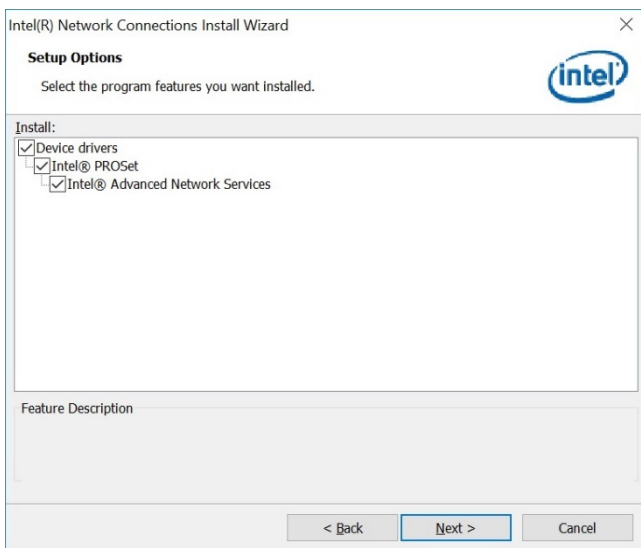 Intel(R) Network Connections Install Wizard
Setup Options
Select the program features you want installed.
intel
Install:
Device drivers
Intel® PROSet
Intel® Advanced Network Services
Feature Description
< Back
Next >
Cancel